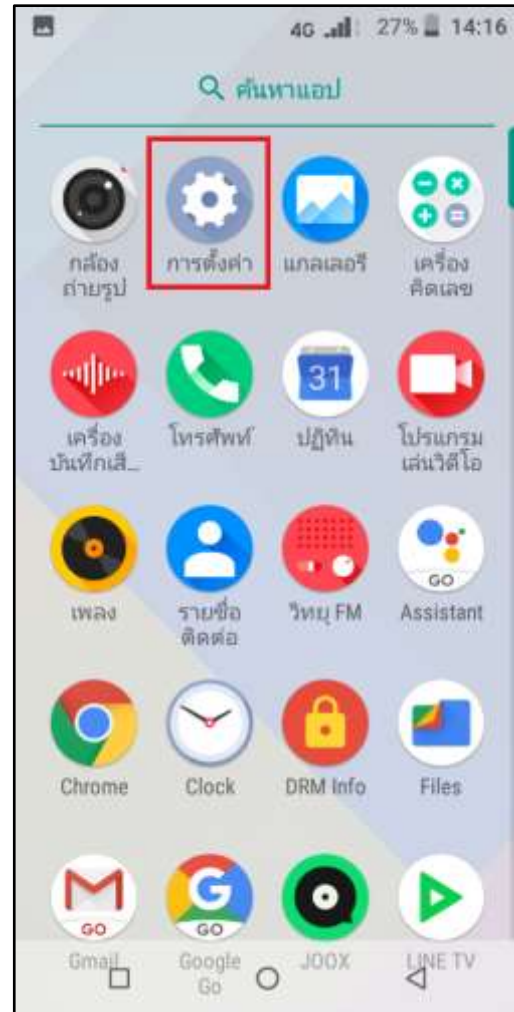 4G 27% 14:16
ค้นหาแอป
กล้อง
ถ่ายรูป
การตั้งค่า
แกลเลอรี
เครื่อง
คิดเลข
31
เครื่อง
บันทึกเสี...
โทรศัพท์
ปฏิทิน
โปรแกรม
เล่นวิดีโอ
GO
เพลง
รายชื่อ
ติดต่อ
วิทยุ FM
Assistant
Chrome
Clock
DRM Info
Files
GO
G
GO
Gmail
Google
Go
JOOX
LINE TV